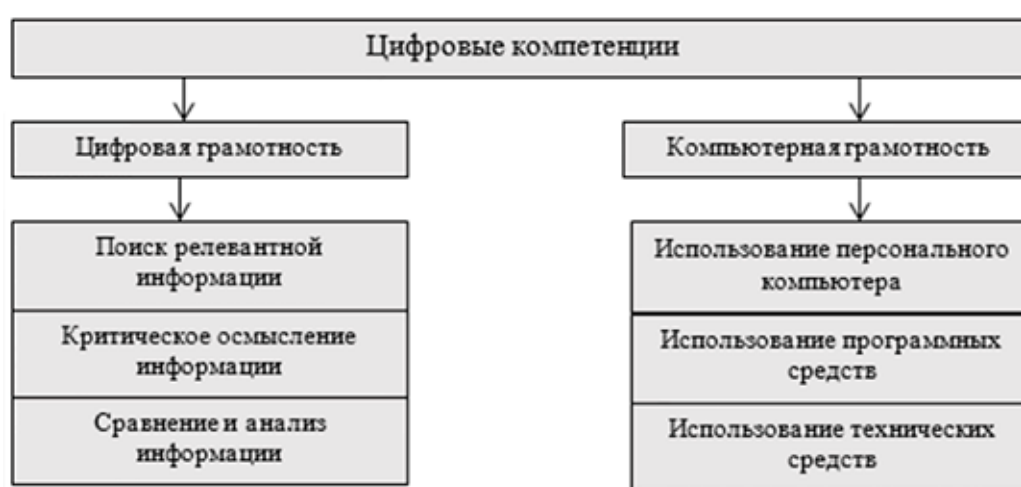 Цифровые компетенции
Цифровая грамотность
Компьютерная грамотность
Поиск релевантной
информации
Критическое осмысление
информации
Сравнение и анализ
информации
Использование персонального
компьютера
Использование программных
средств
Использование технических
средств